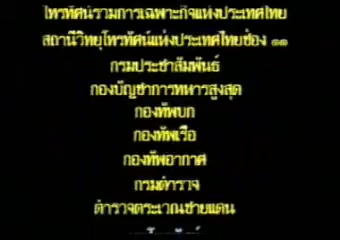 โทรทัศน์รวมการเฉพาะกิจแห่งประเทศไทย
สถานีวิทยุโทรทัศน์แห่งประเทศไทยช่อง ๑๑
กรมประชาสัมพันธ์
กองบัญชาการทหารสูงสุด
กองทัพบก
กองทัพเรือ
กองทัพอากาศ
กรมตำรวจ
ตำรวจตระเวณชายแดน